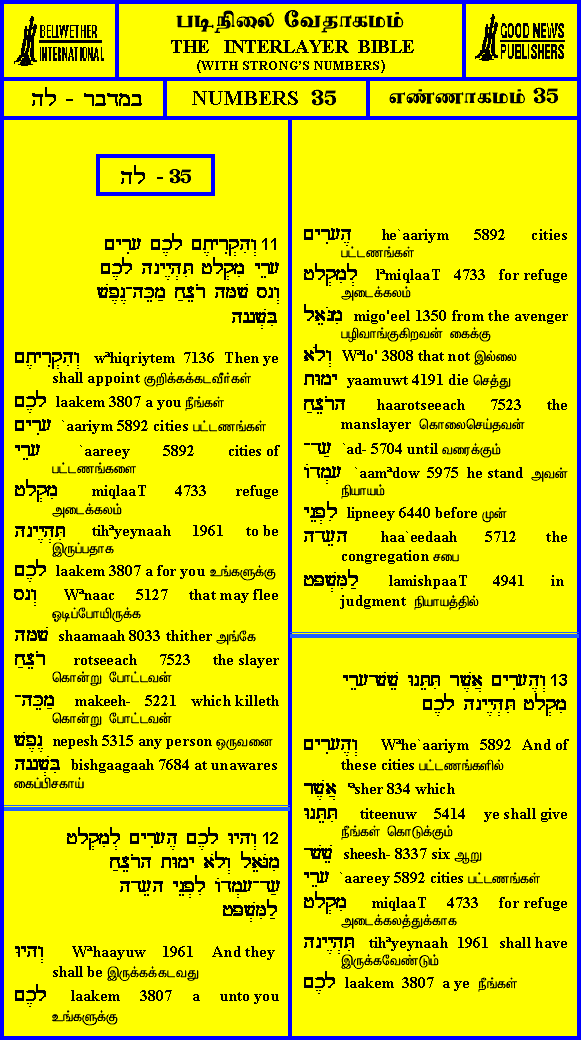 BELLWETHER
INTERNATIONAL
படிநிலை வேதாகமம்
THE INTERLAYER BIBLE
(WITH STRONG'S NUMBERS)
GOOD NEWS
PUBLISHERS
במדבר - לה
NUMBERS 35
எண்ணாகமம் 35
לה - 35
11 וְהִקְרִיתֶם לָכֶם עָרִים
עָרֵי מִקְלָט תִּהְיֶינָה לָכֶם
וְנָס שָׁמָּה רֹצֵחַ מַכֵּה־נֶפֶשׁ
בִּשְׁגָגָה
וְהִקְרִיתֶם wªhiqriytem 7136 Then ye
shall appoint குறிக்கக்கடவீர்கள்
לָכֶם laakem 3807 a you நீங்கள்
עָרִים `aariym 5892 cities பட்டணங்கள்
עָרֵי `aareey 5892 cities of
பட்டணங்களை
מִקְלָט miqlaaT 4733 refuge
அடைக்கலம்
תִּהְיֶינָה tihªyeynaah 1961 to be
இருப்பதாக
לָכֶם laakem 3807 a for you உங்களுக்கு
וְנָס Wªnaac 5127 that may flee
ஓடிப்போயிருக்க
שָׁמָּה shaamaah 8033 thither அங்கே
רֹצֵחַ rotseeach 7523 the slayer
கொன்று போட்டவன்
מַכֵּה־ makeeh- 5221 which killeth
கொன்று போட்டவன்
נֶפֶשׁ nepesh 5315 any person ஒருவனை
בִּשְׁגָגָה bishgaagaah 7684 at unawares
கைப்பிசகாய்
12 וְהָיוּ לָכֶם הֶעָרִים לְמִקְלָט
מִגֹּאֵל וְלֹא יָמוּת הָרֹצֵחַ
עַד־עָמְדוֹ לִפְנֵי הָעֵדָה
לַמִּשְׁפָּט
וְהָיוּ Wªhaayuw 1961 And they
shall be இருக்கக்கடவது
לָכֶם laakem 3807 a unto you
உங்களுக்கு
הֶעָרִים he`aariym 5892 cities
பட்டணங்கள்
לְמִקְלָט lªmiqlaaT 4733 for refuge
அடைக்கலம்
מִגֹּאֵל migo'eel 1350 from the avenger
பழிவாங்குகிறவன் கைக்கு
וְלֹא Wªlo' 3808 that not இல்லை
יָמוּת yaamuwt 4191 die செத்து
הָרֹצֵחַ haarotseeach 7523 the
manslayer கொலைசெய்தவன்
עַד־ `ad- 5704 until வரைக்கும்
עָמְדוֹ `aamªdow 5975 he stand அவன்
நியாயம்
לִפְנֵי lipneey 6440 before முன்
הָעֵדָה haa`eedaah 5712 the
congregation சபை
לַמִּשְׁפָּט lamishpaaT 4941 in
judgment நியாயத்தில்
13 וְהֶעָרִים אֲשֶׁר תִּתֵּנוּ שֵׁשׁ־עָרֵי
מִקְלָט תִּהְיֶינָה לָכֶם
וְהֶעָרִים Wªhe`aariym 5892 And of
these cities பட்டணங்களில்
אֲשֶׁר ªsher 834 which
תִּתֵּנוּ titeenuw 5414 ye shall give
நீங்கள் கொடுக்கும்
שֵׁשׁ־ sheesh- 8337 six ஆறு
עָרֵי `aareey 5892 cities பட்டணங்கள்
מִקְלָט miqlaaT 4733 for refuge
அடைக்கலத்துக்காக
תִּהְיֶינָה tihªyeynaah 1961 shall have
இருக்கவேண்டும்
לָכֶם laakem 3807 a ye நீங்கள்